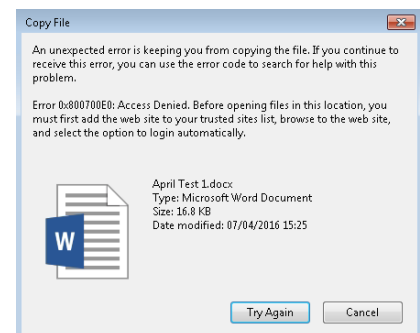 Copy File
An unexpected error is keeping you from copying the file. If you continue to
receive this error, you can use the error code to search for help with this
problem.
Error 0x800700E0: Access Denied. Before opening files in this location, you
must first add the web site to your trusted sites list, browse to the web site,
and select the option to login automatically.
April Test 1.docx
Type: Microsoft Word Document
Size: 16.8 KB
Date modified: 07/04/2016 15:25
W
Try Again
Cancel